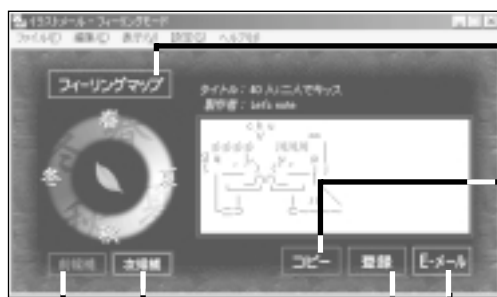 イラストメール - フィーリングモード
ファイル(F) 編集(E) 表示(V) 設定(S) ヘルプ(H)
フィーリングマップ
タイトル：40 人/二人でキッス
製作者：Let's note
春
冬
夏
秋
chu
前候補
次候補
コピー
登録
E-メール